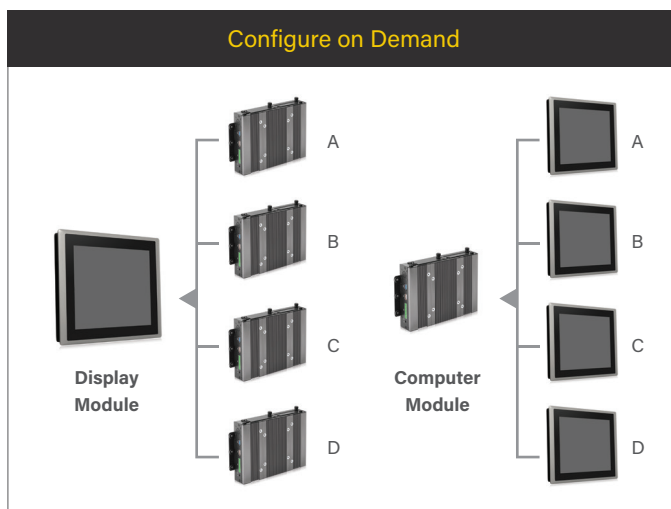 Configure on Demand
A
B
C
D
Display
Module
A
B
C
D
Computer
Module